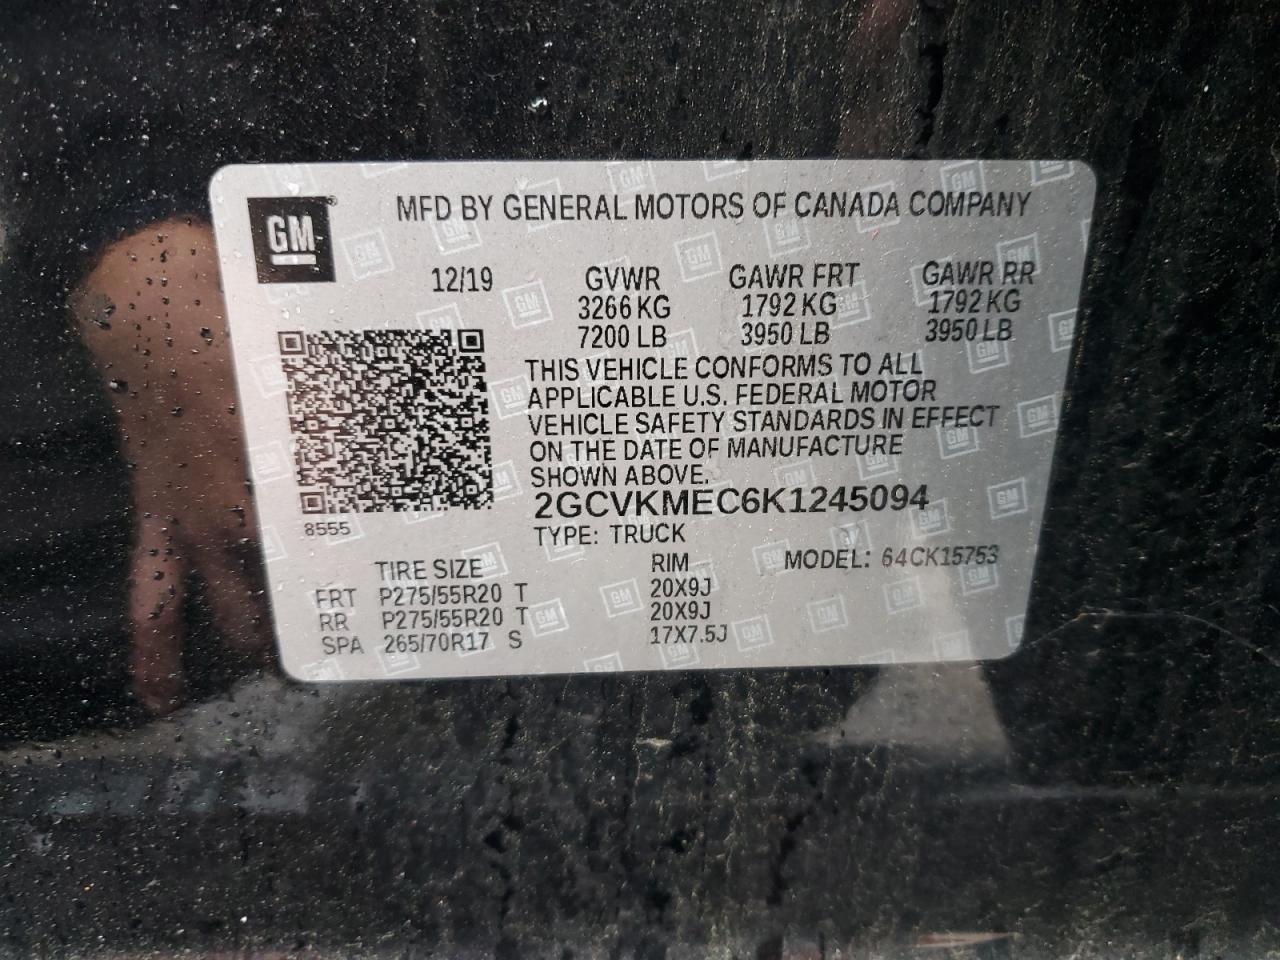 GM
MFD BY GENERAL MOTORS OF CANADA COMPANY
12/19 GVWR GAWR FRT GAWR RR
3266 KG 1792 KG 1792 KG
7200 LB 3950 LB 3950 LB
THIS VEHICLE CONFORMS TO ALL
APPLICABLE U.S. FEDERAL MOTOR
VEHICLE SAFETY STANDARDS IN EFFECT
ON THE DATE OF MANUFACTURE
SHOWN ABOVE.
8555
2GCVKMEC6K1245094
TYPE: TRUCK
TIRE SIZE RIM MODEL: 64CK15753
FRT P275/55R20 T 20X9J
RR P275/55R20 T 20X9J
SPA 265/70R17 S 17X7.5J